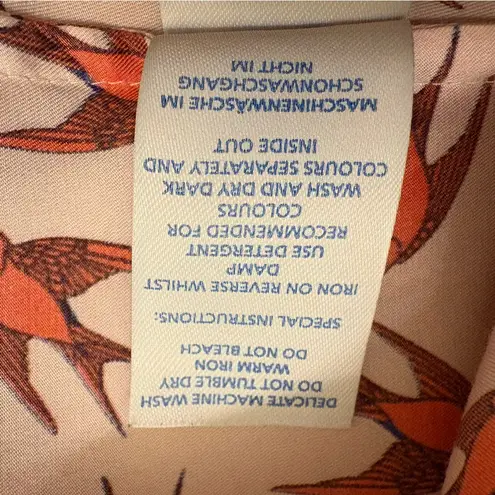 DELICATE MACHINE WASH
DO NOT TUMBLE DRY
WARM IRON
DO NOT BLEACH
SPECIAL INSTRUCTIONS:
IRON ON REVERSE WHILST
DAMP
USE DETERGENT
RECOMMENDED FOR
COLOURS
WASH AND DRY DARK
COLOURS SEPARATELY AND
INSIDE OUT
MASCHINENWÄSCHE IM
SCHONWASCHGANG
NICHT IM